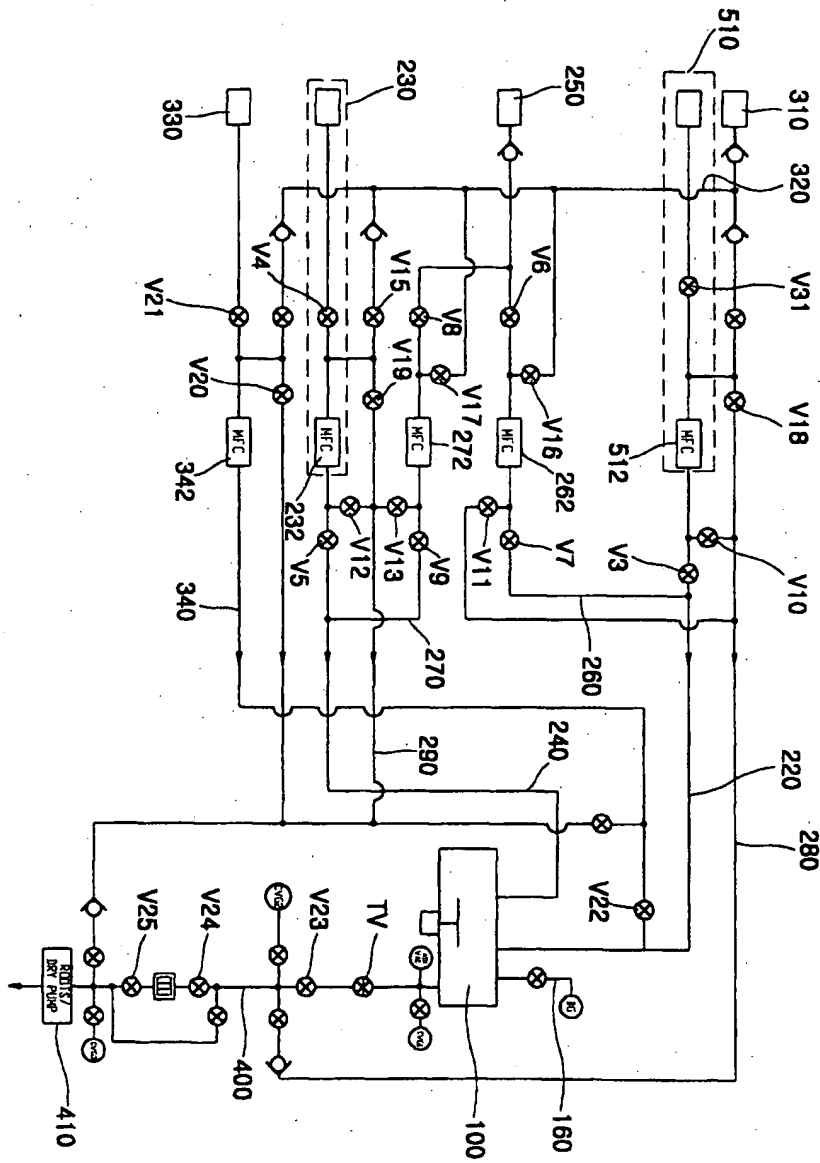 510
310
320
V31
V18
512
MFC
V10
V3
220
280
250
V6
V16
262
MFC
V7
V11
260
V8
V17
272
MFC
V9
V13
270
230
V4
V15
V19
MFC
232
V12
V5
290
240
330
V21
V20
MFC
342
340
V22
BG
160
100
TV
V23
400
V24
V25
ROOTS/
DRY PUMP
410